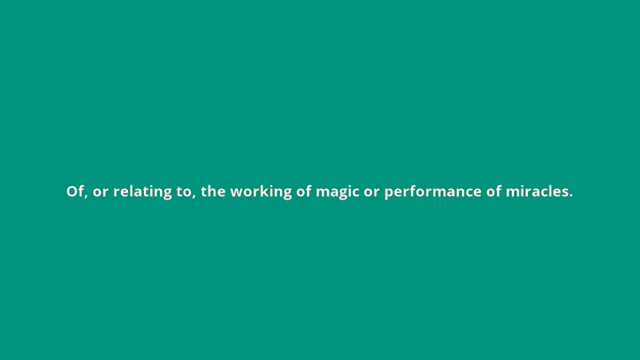 Of, or relating to, the working of magic or performance of miracles.